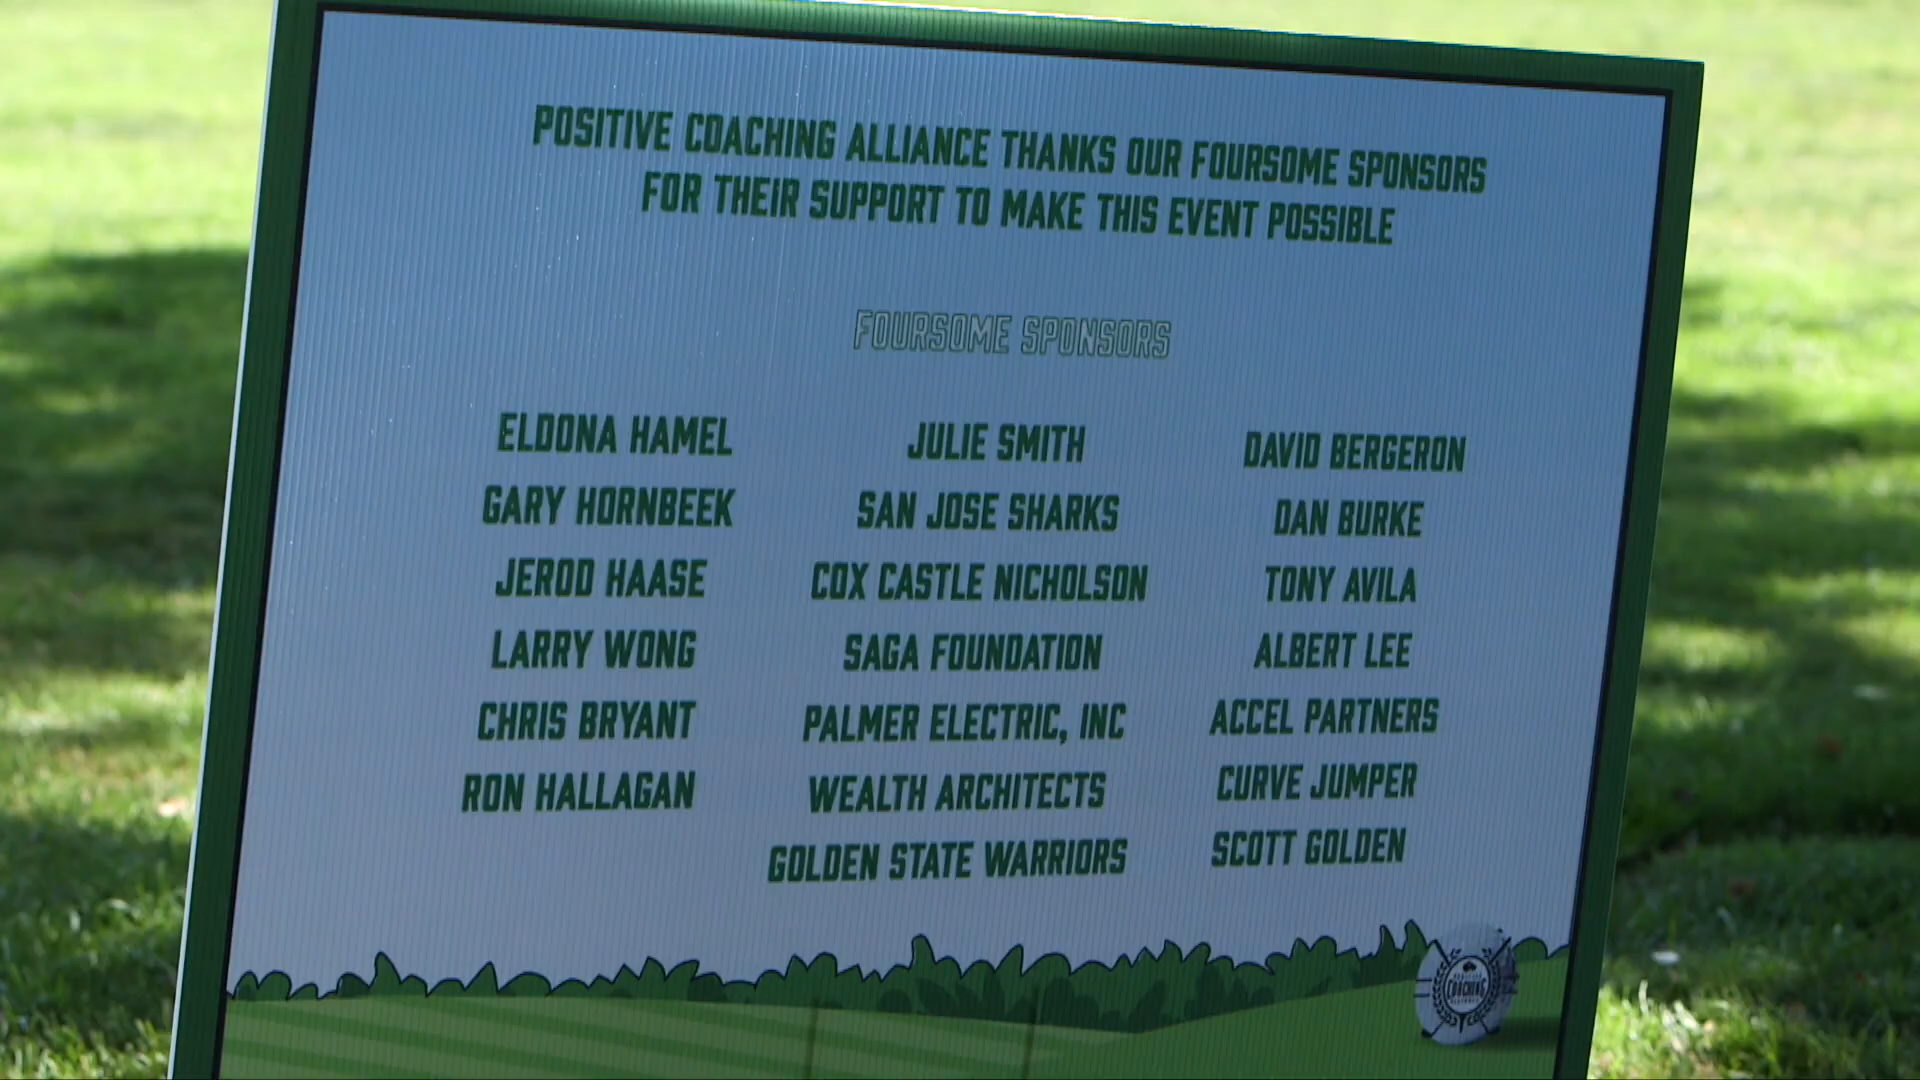 POSITIVE COACHING ALLIANCE THANKS OUR FOURSOME SPONSORS
FOR THEIR SUPPORT TO MAKE THIS EVENT POSSIBLE
FOURSOME SPONSORS
ELDONA HAMEL
GARY HORNBEEK
JEROD HAASE
LARRY WONG
CHRIS BRYANT
RON HALLAGAN
JULIE SMITH
SAN JOSE SHARKS
COX CASTLE NICHOLSON
SAGA FOUNDATION
PALMER ELECTRIC, INC
WEALTH ARCHITECTS
GOLDEN STATE WARRIORS
DAVID BERGERON
DAN BURKE
TONY AVILA
ALBERT LEE
ACCEL PARTNERS
CURVE JUMPER
SCOTT GOLDEN
COACHING